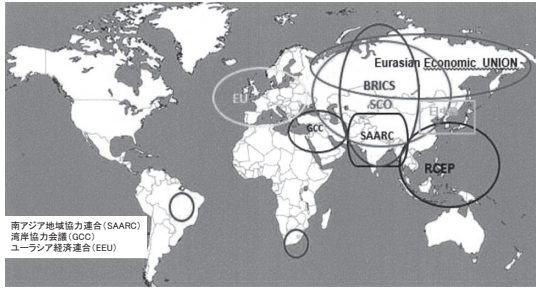 Eurasian Economic UNION
BRICS
EU
SCO
GCC
SAARC
RCEP
南アジア地域協力連合(SAARC)
湾岸協力会議(GCC)
ユーラシア経済連合(EEU)